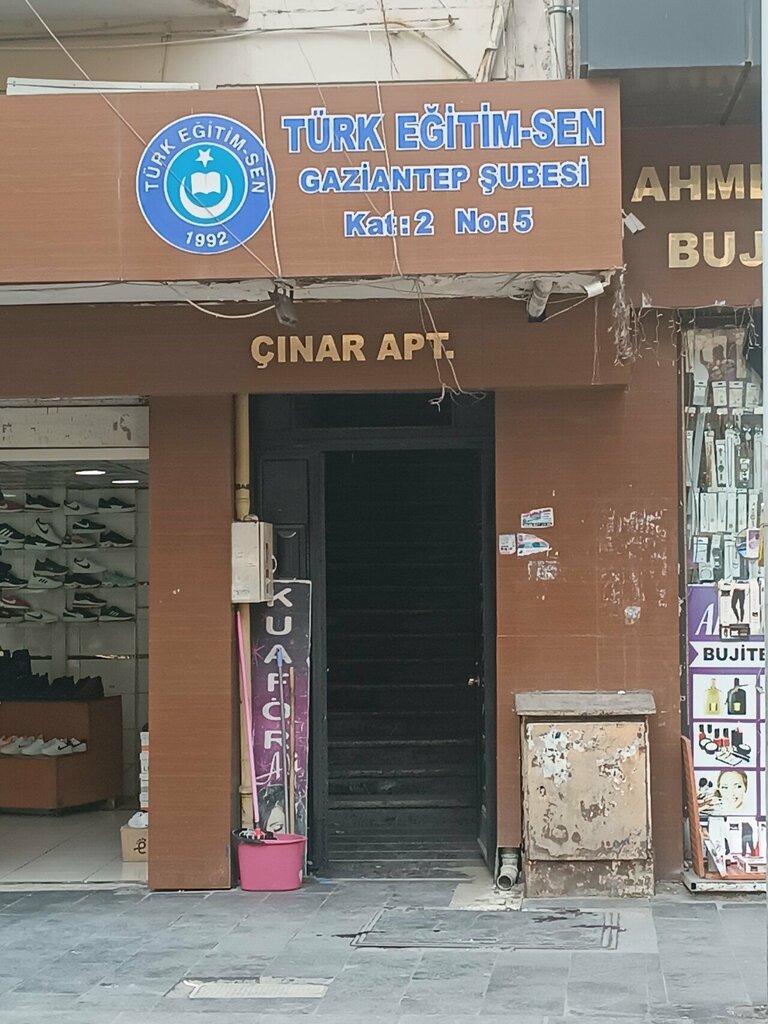 TÜRK EĞİTİM-SEN
1992
TÜRK EĞİTİM-SEN
GAZİANTEP ŞUBESİ
Kat: 2 No: 5
AHME
BUJ
ÇINAR APT.
KUAFÖR
BUJİTE